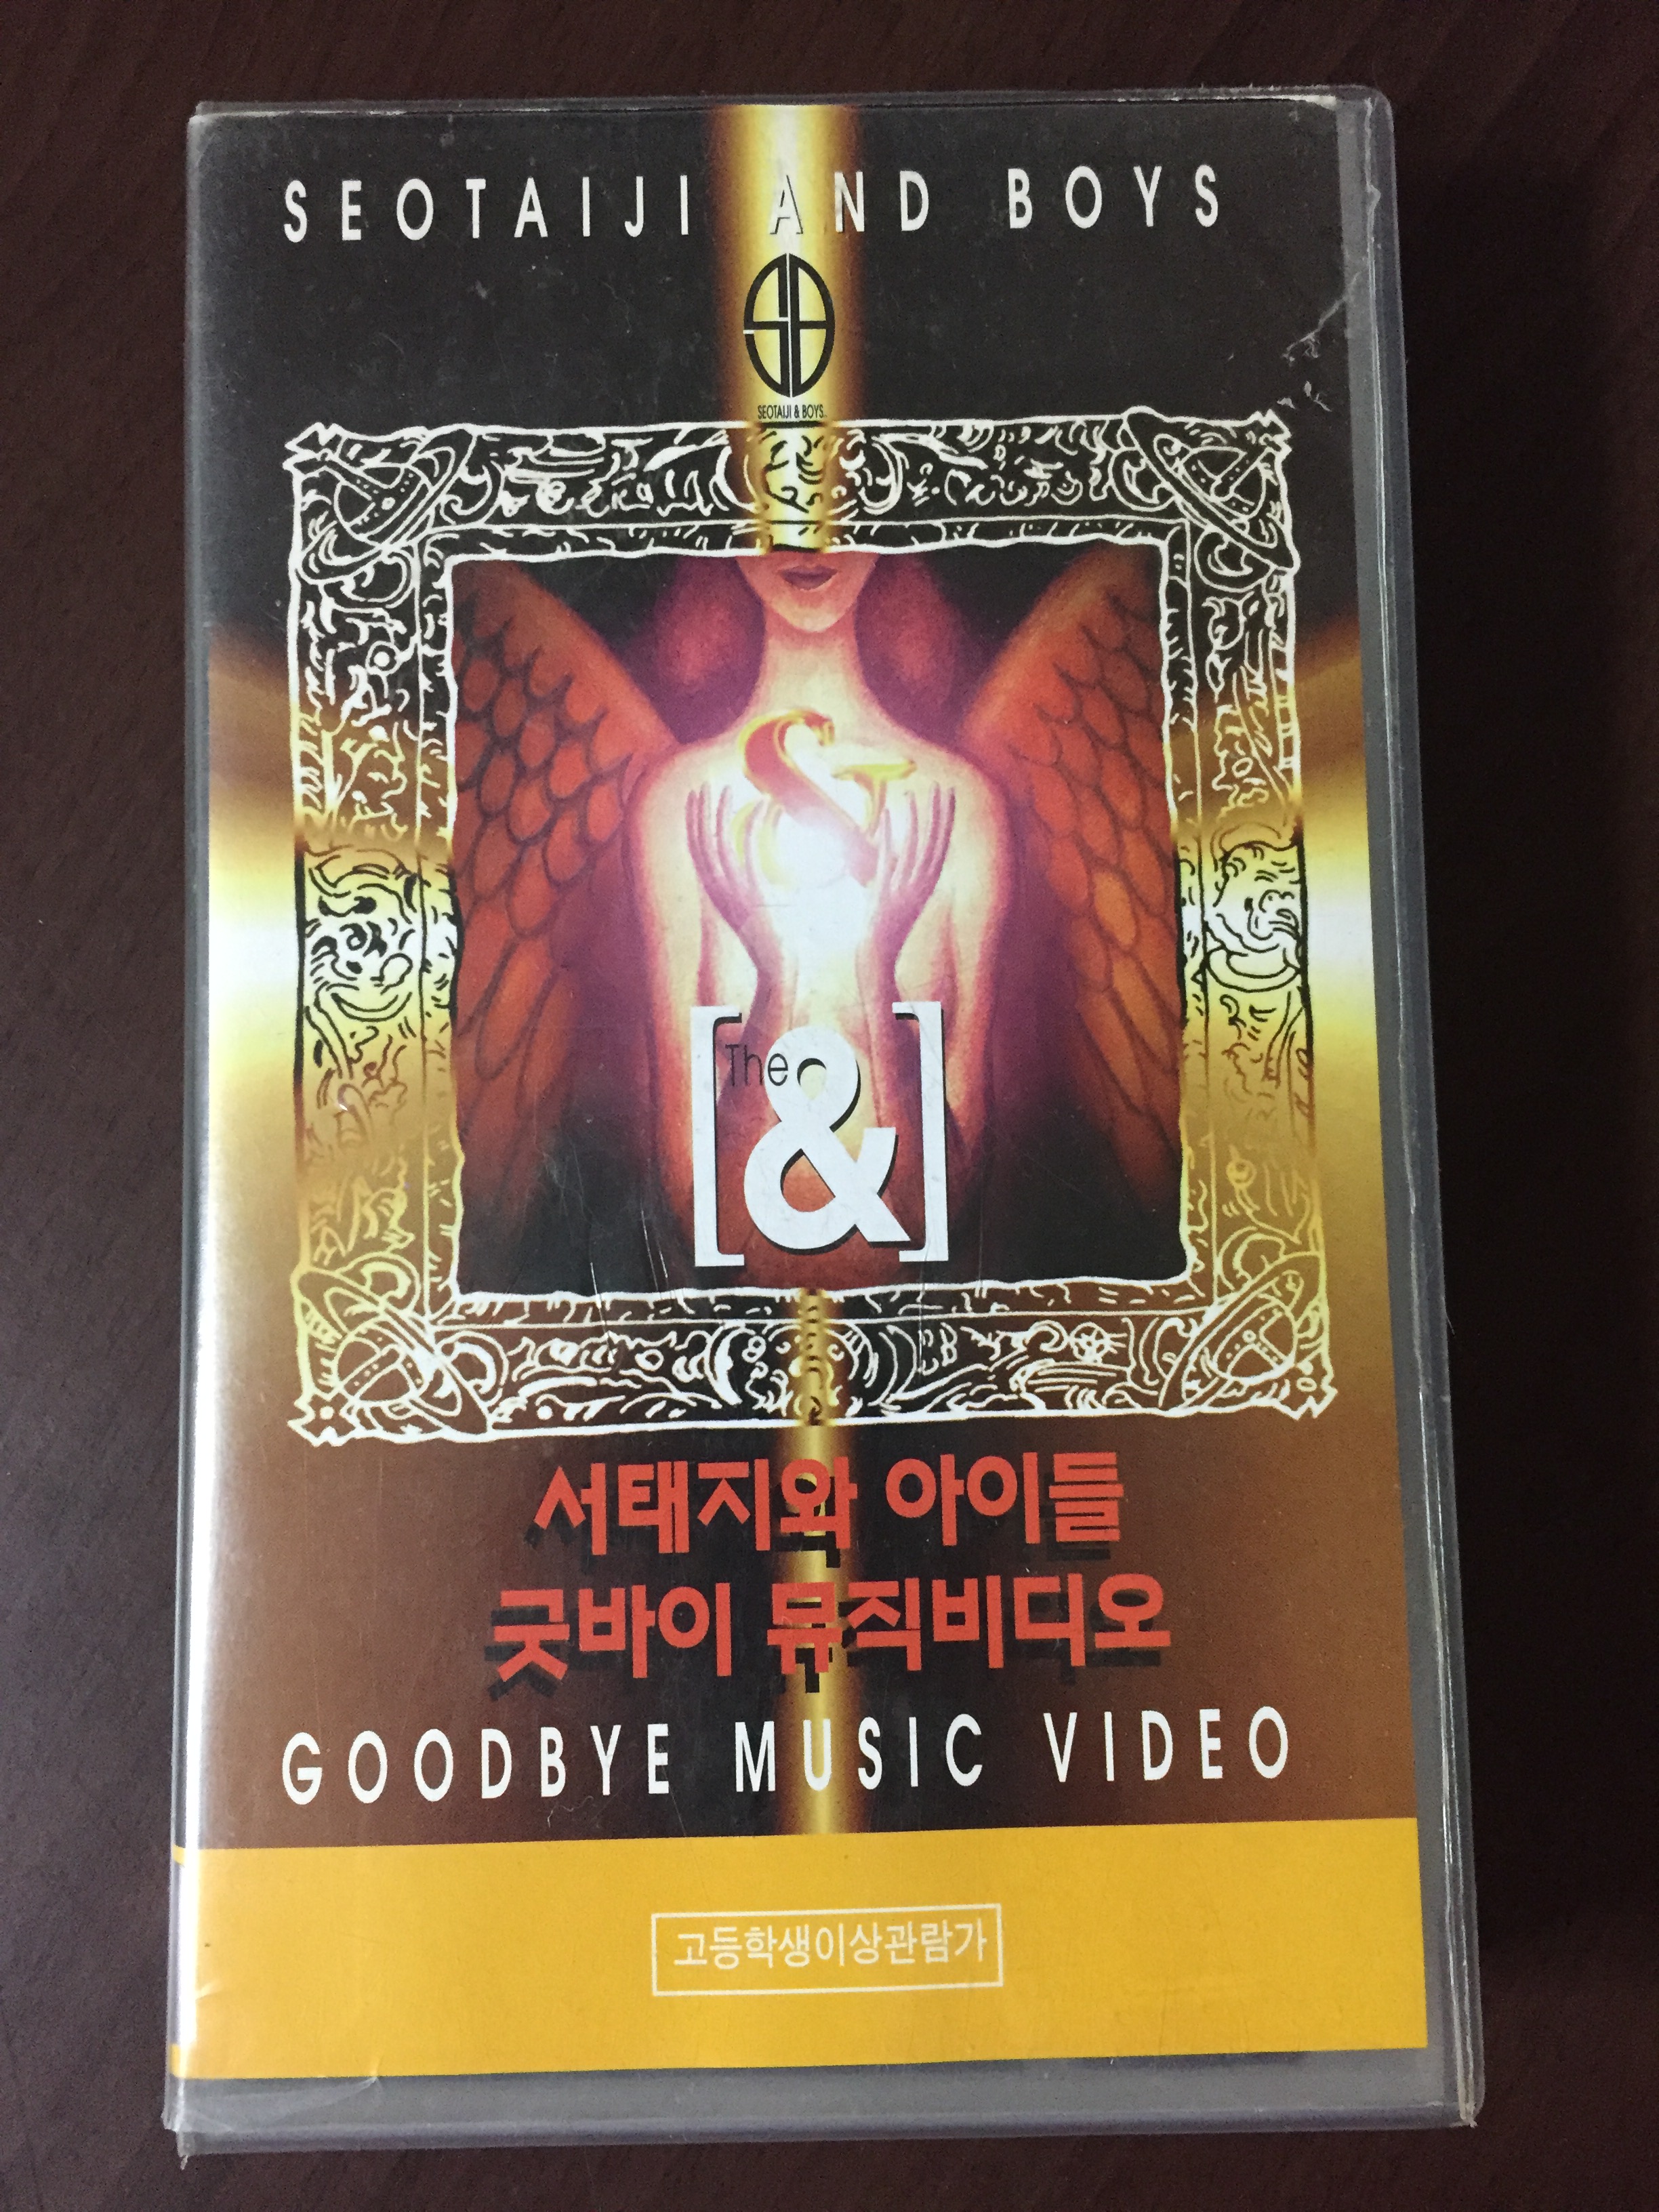 SEOTAIJI AND BOYS
SEOTAIJI & BOYS
[The &]
서태지와 아이들
굿바이 뮤직비디오
GOODBYE MUSIC VIDEO
고등학생이상관람가